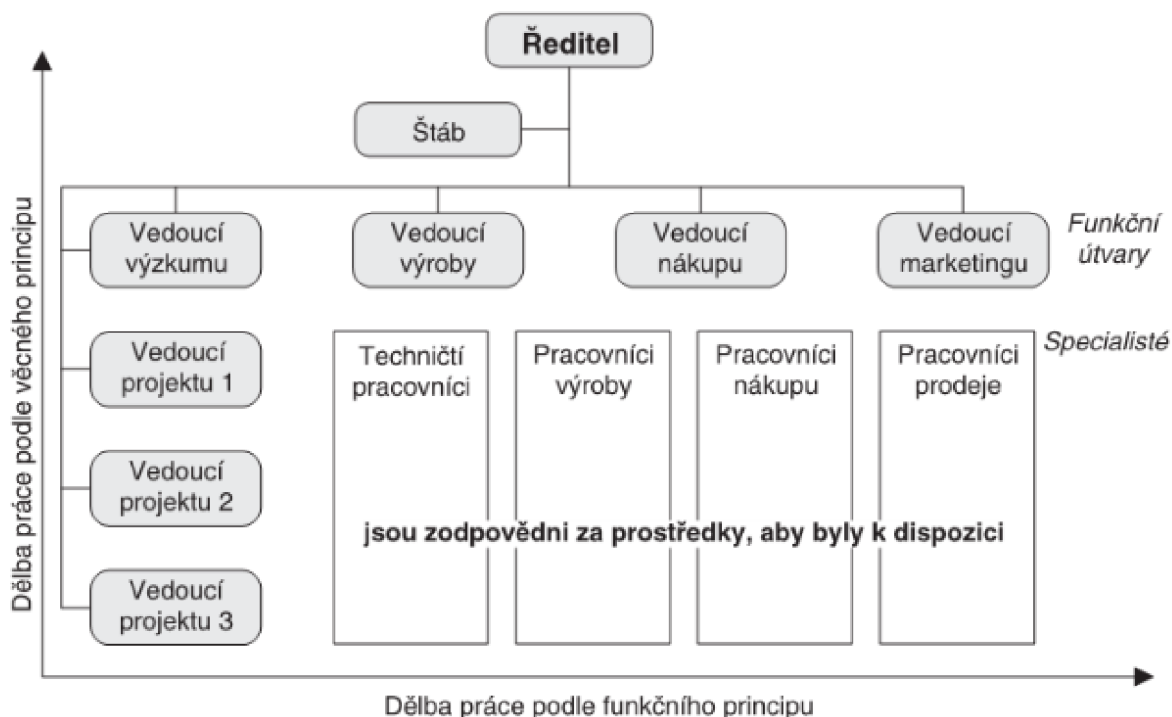 Ředitel
Štáb
Vedoucí
výzkumu
Vedoucí
výroby
Vedoucí
nákupu
Vedoucí
marketingu
Funkční
útvary
Vedoucí
projektu 1
Techničtí
pracovníci
Pracovníci
výroby
Pracovníci
nákupu
Pracovníci
prodeje
Specialisté
Vedoucí
projektu 2
jsou zodpovědni za prostředky, aby byly k dispozici
Vedoucí
projektu 3
Dělba práce podle věcného principu
Dělba práce podle funkčního principu